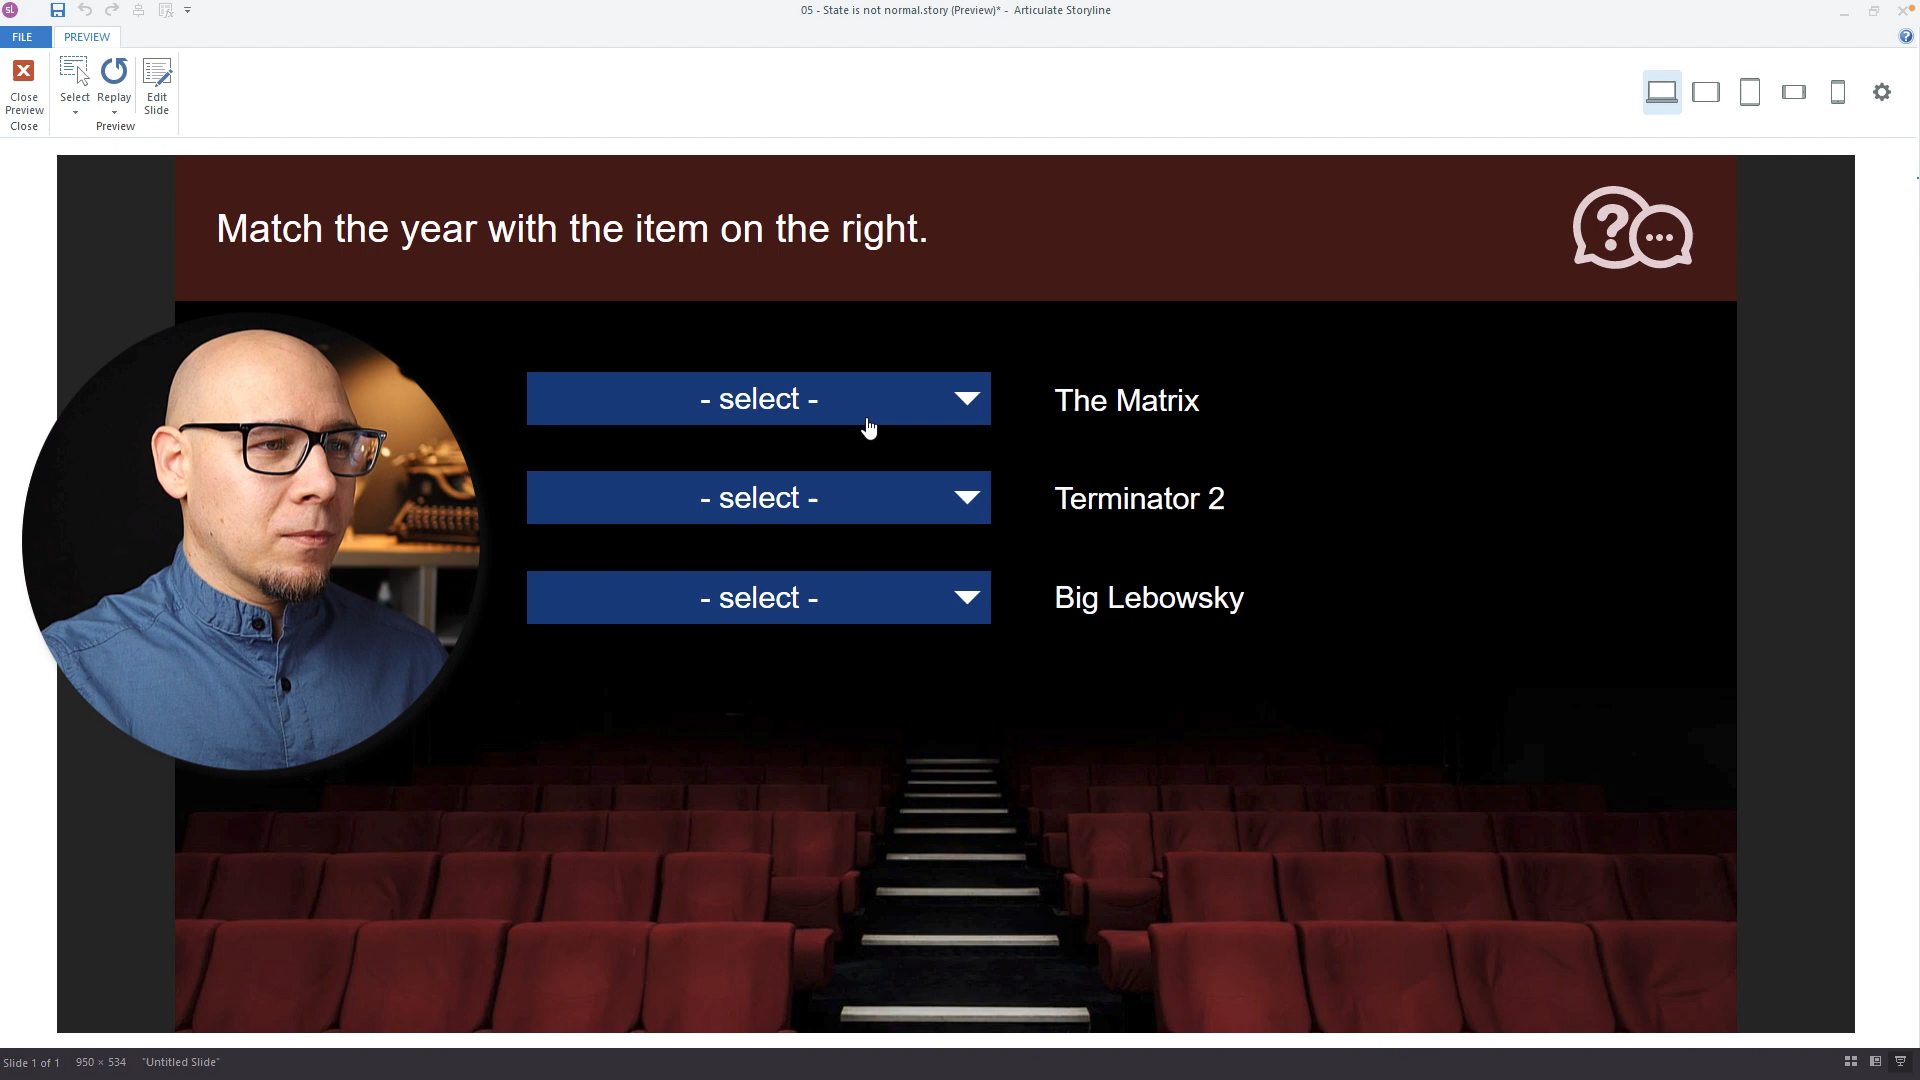 sl
05 - State is not normal.story (Preview)* - Articulate Storyline
FILE
PREVIEW
?
Close Preview
Select
Replay
Edit Slide
Close
Preview
Match the year with the item on the right.
?
- select -
The Matrix
- select -
Terminator 2
- select -
Big Lebowsky
Slide 1 of 1
950 × 534
"Untitled Slide"